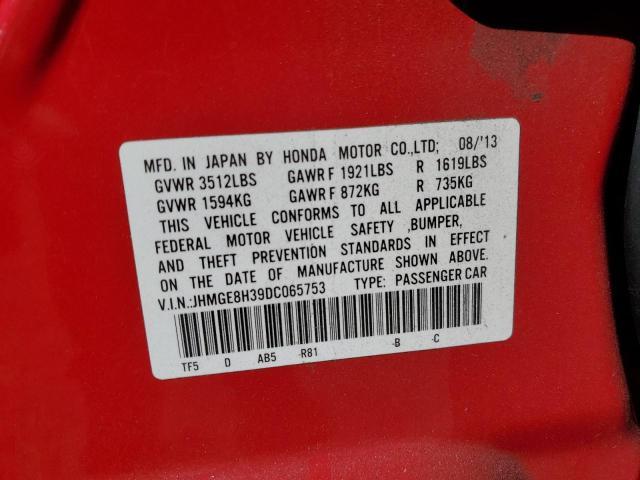 MFD. IN JAPAN BY HONDA MOTOR CO.,LTD; 08/'13
GVWR 3512LBS GAWR F 1921LBS R 1619LBS
GVWR 1594KG GAWR F 872KG R 735KG
THIS VEHICLE CONFORMS TO ALL APPLICABLE
FEDERAL MOTOR VEHICLE SAFETY ,BUMPER,
AND THEFT PREVENTION STANDARDS IN EFFECT
ON THE DATE OF MANUFACTURE SHOWN ABOVE.
V.I.N.:JHMGE8H39DC065753 TYPE: PASSENGER CAR
TF5 D AB5 -R81 -B -C